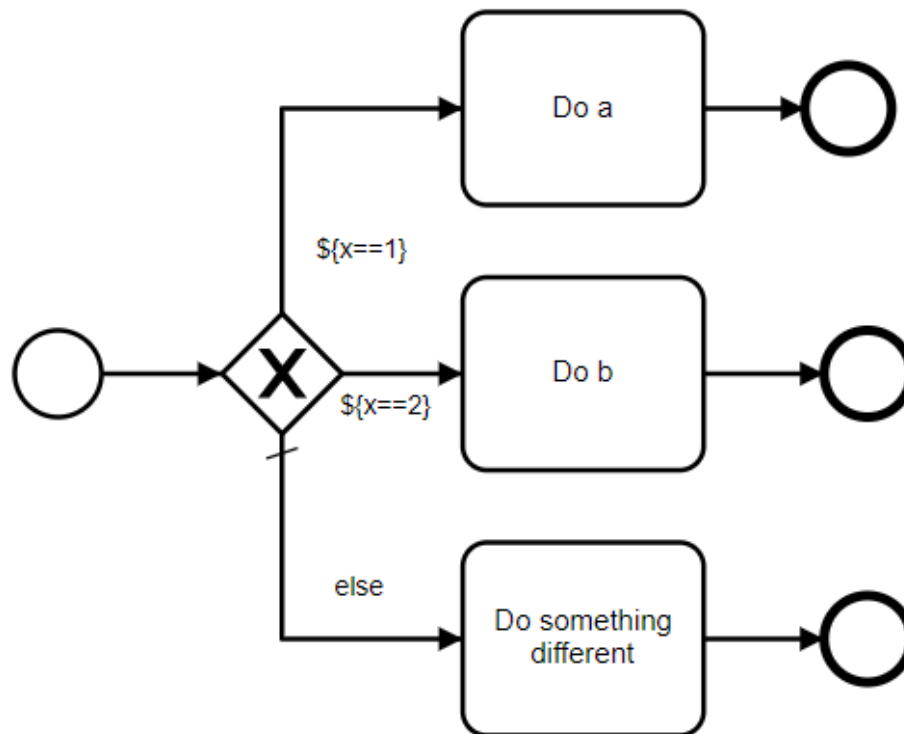 Do a
${x==1}
X
Do b
${x==2}
else
Do something
different